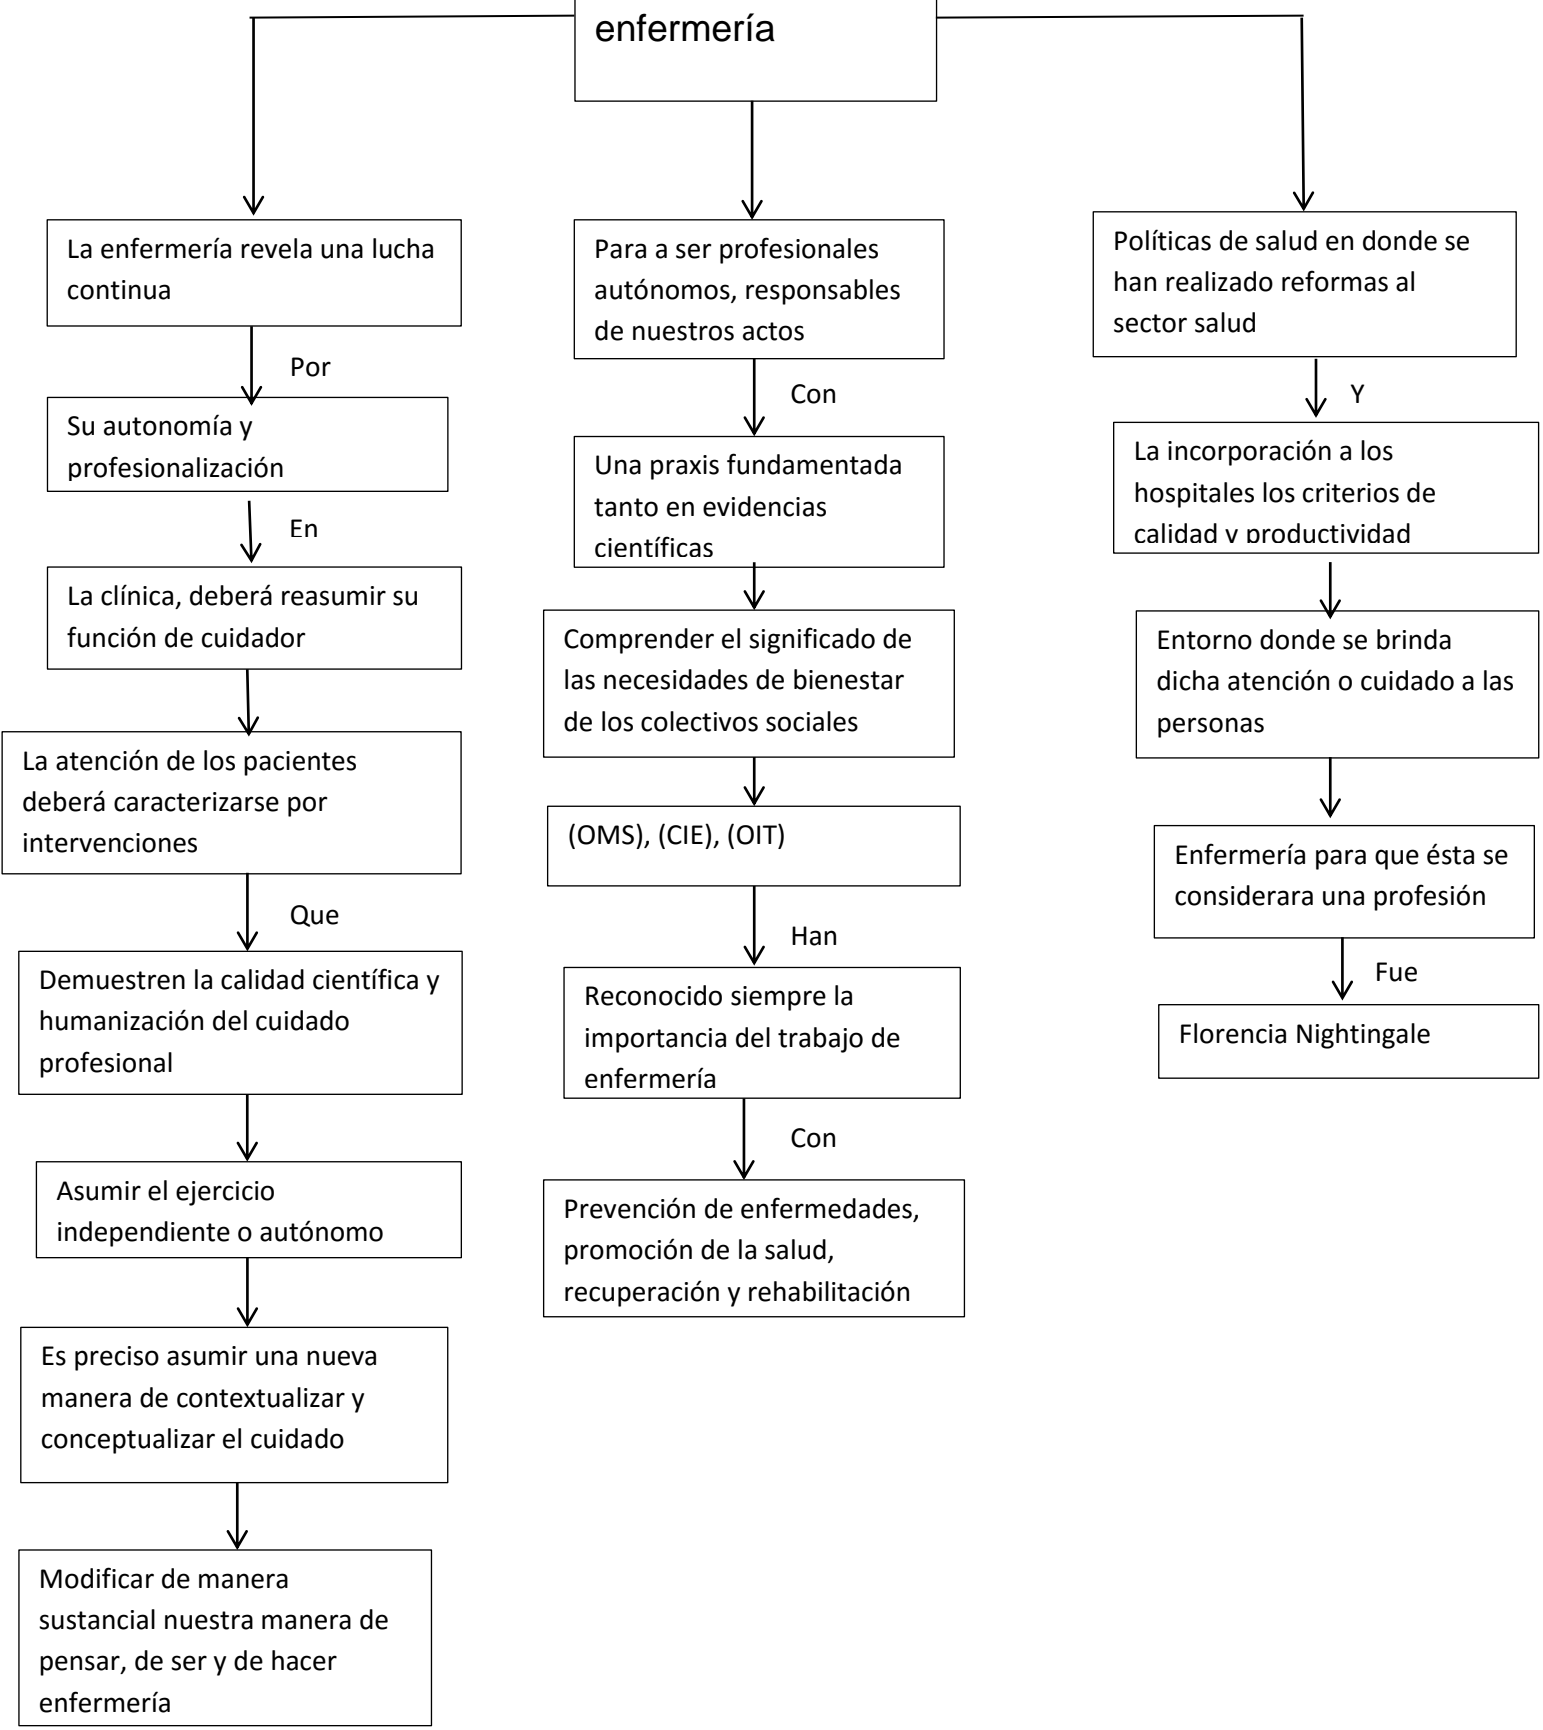 enfermería
La enfermería revela una lucha
continua
Por
Su autonomía y
profesionalización
En
La clínica, deberá reasumir su
función de cuidador
La atención de los pacientes
deberá caracterizarse por
intervenciones
Que
Demuestren la calidad científica y
humanización del cuidado
profesional
Asumir el ejercicio
independiente o autónomo
Es preciso asumir una nueva
manera de contextualizar y
conceptualizar el cuidado
Modificar de manera
sustancial nuestra manera de
pensar, de ser y de hacer
enfermería
Para a ser profesionales
autónomos, responsables
de nuestros actos
Con
Una praxis fundamentada
tanto en evidencias
científicas
Comprender el significado de
las necesidades de bienestar
de los colectivos sociales
(OMS), (CIE), (OIT)
Han
Reconocido siempre la
importancia del trabajo de
enfermería
Con
Prevención de enfermedades,
promoción de la salud,
recuperación y rehabilitación
Políticas de salud en donde se
han realizado reformas al
sector salud
Y
La incorporación a los
hospitales los criterios de
calidad y productividad
Entorno donde se brinda
dicha atención o cuidado a las
personas
Enfermería para que ésta se
considerara una profesión
Fue
Florencia Nightingale